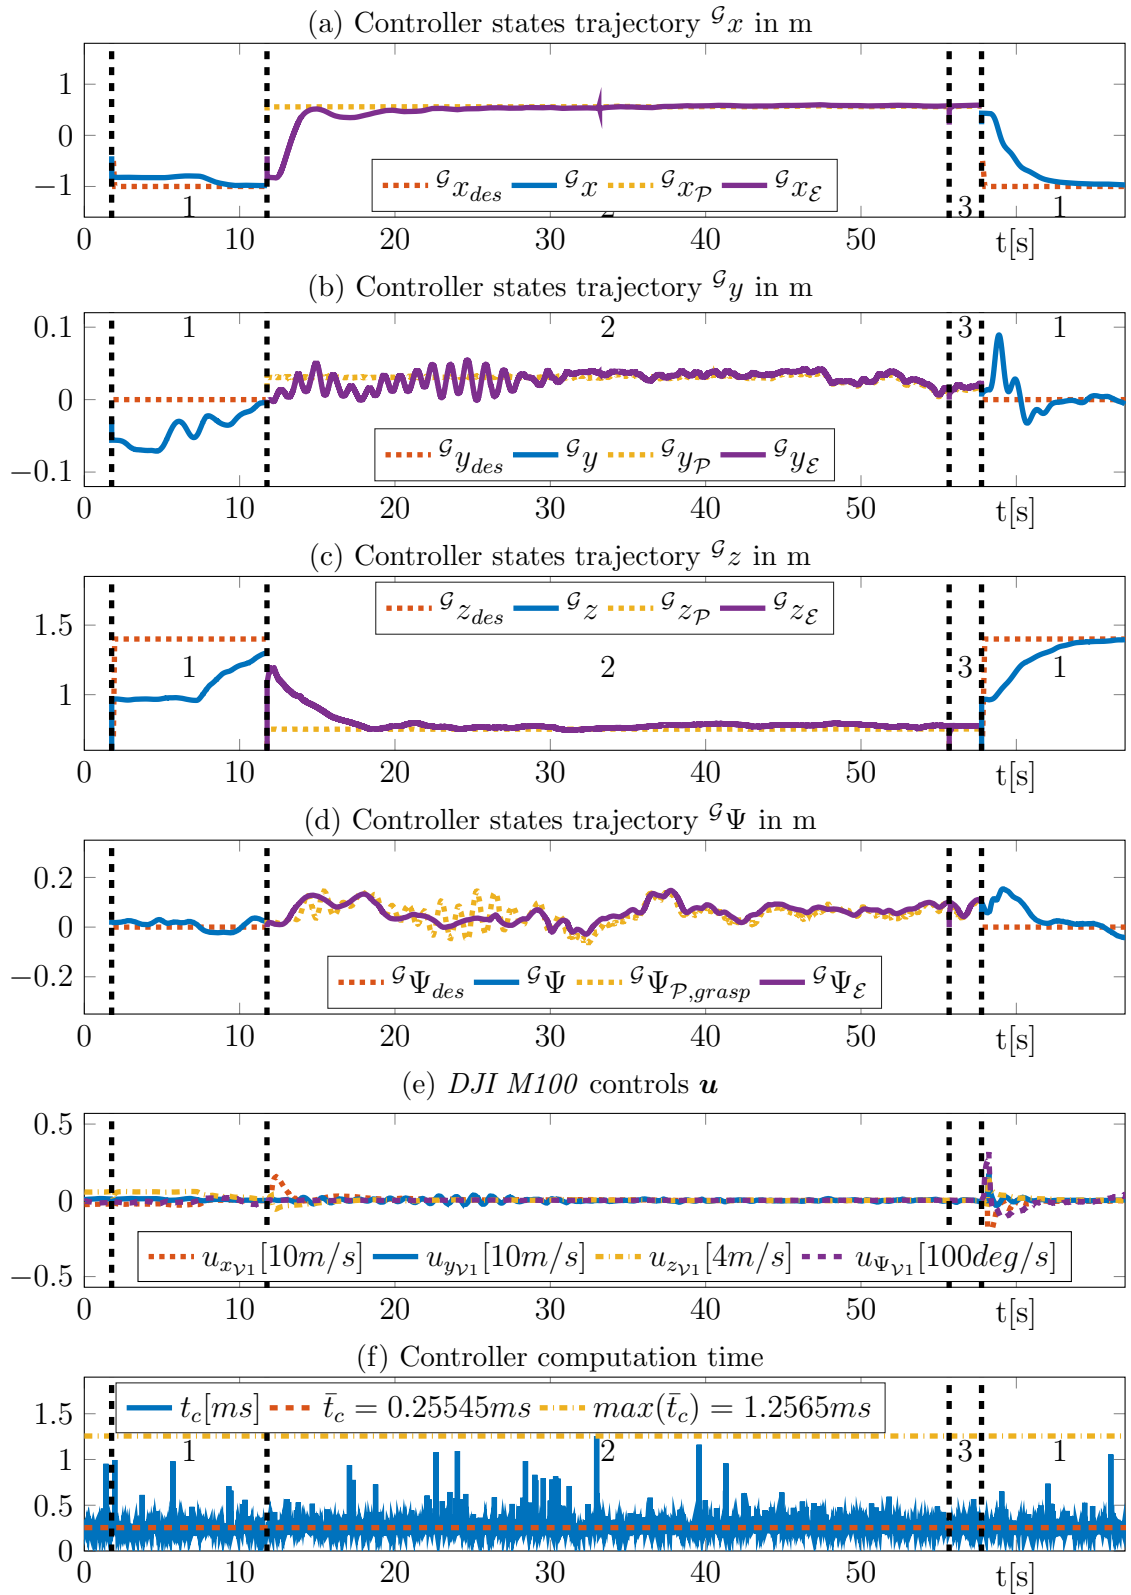 (a) Controller states trajectory ᴳx in m
1
0
−1
ᴳx_des ᴳx ᴳx_𝒫 ᴳx_ℰ
1 2 3 1
0 10 20 30 40 50 t[s]
(b) Controller states trajectory ᴳy in m
0.1
0
−0.1
1 2 3 1
ᴳy_des ᴳy ᴳy_𝒫 ᴳy_ℰ
0 10 20 30 40 50 t[s]
(c) Controller states trajectory ᴳz in m
ᴳz_des ᴳz ᴳz_𝒫 ᴳz_ℰ
1.5
1
1 2 3 1
0 10 20 30 40 50 t[s]
(d) Controller states trajectory ᴳΨ in m
0.2
0
−0.2
ᴳΨ_des ᴳΨ ᴳΨ_𝒫,grasp ᴳΨ_ℰ
0 10 20 30 40 50 t[s]
(e) DJI M100 controls u
0.5
0
−0.5
u_x_𝒱1[10m/s] u_y_𝒱1[10m/s] u_z_𝒱1[4m/s] u_Ψ_𝒱1[100deg/s]
0 10 20 30 40 50 t[s]
(f) Controller computation time
t_c[ms] t̄_c = 0.25545ms max(t̄_c) = 1.2565ms
1.5
1
0.5
0
1 2 3 1
0 10 20 30 40 50 t[s]